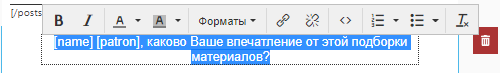 [/posts
A A Форматы
[name] [patron], каково Ваше впечатление от этой подборки
материалов?